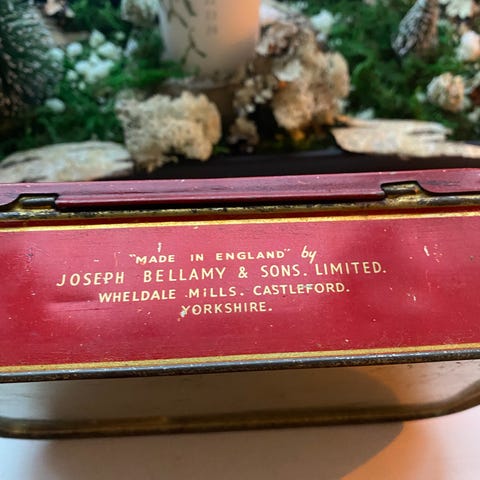 "MADE IN ENGLAND" by
JOSEPH BELLAMY & SONS. LIMITED.
WHELDALE MiLLS. CASTLEFORD.
YORKSHIRE.